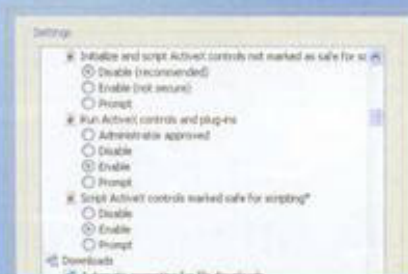 Settings
Initialize and script ActiveX controls not marked as safe for sc
Disable (recommended)
Enable (not secure)
Prompt
Run ActiveX controls and plug-ins
Administrator approved
Disable
Enable
Prompt
Script ActiveX controls marked safe for scripting*
Disable
Enable
Prompt
Downloads